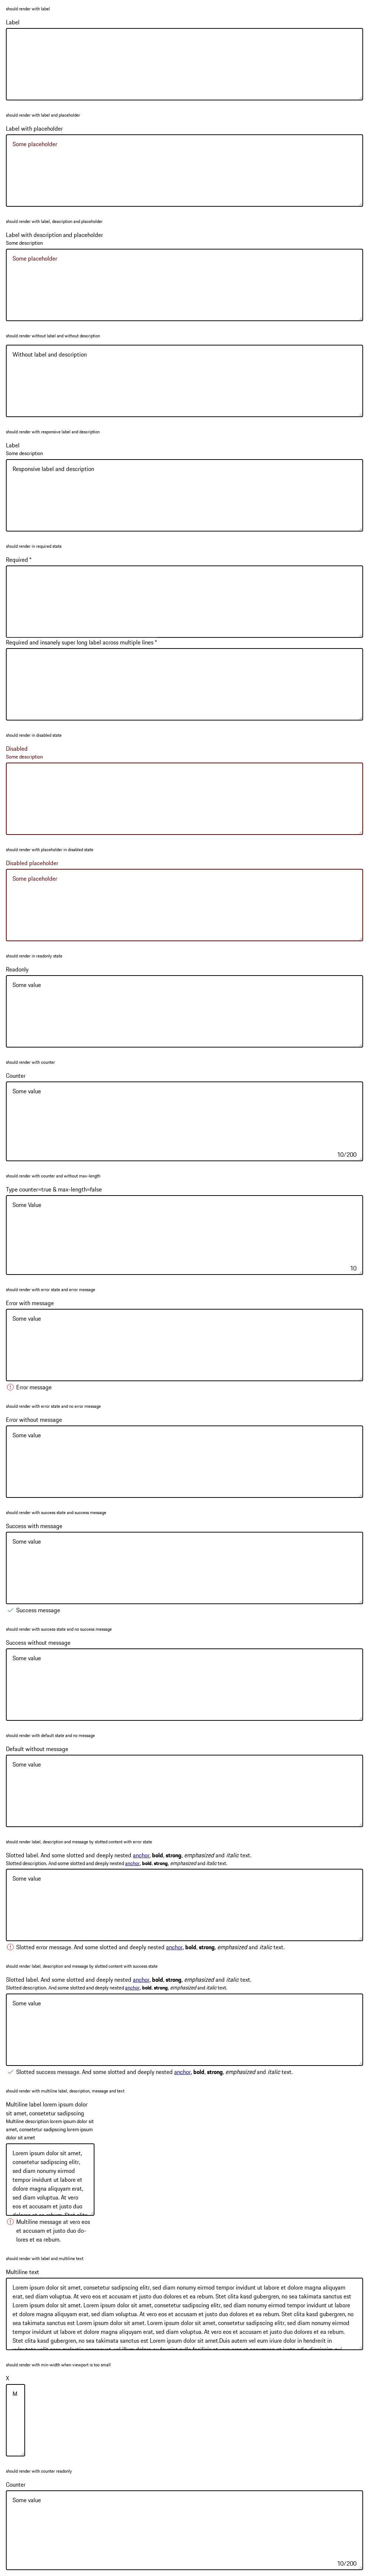 should render with label
Label
should render with label and placeholder
Label with placeholder
Some placeholder
should render with label, description and placeholder
Label with description and placeholder
Some description
Some placeholder
should render without label and without description
Without label and description
should render with responsive label and description
Label
Some description
Responsive label and description
should render in required state
Required *
Required and insanely super long label across multiple lines *
should render in disabled state
Disabled
Some description
should render with placeholder in disabled state
Disabled placeholder
Some placeholder
should render in readonly state
Readonly
Some value
should render with counter
Counter
Some value
10/200
should render with counter and without max-length
Type counter=true & max-length=false
Some Value
10
should render with error state and error message
Error with message
Some value
Error message
should render with error state and no error message
Error without message
Some value
should render with success state and success message
Success with message
Some value
Success message
should render with success state and no success message
Success without message
Some value
should render with default state and no message
Default without message
Some value
should render label, description and message by slotted content with error state
Slotted label. And some slotted and deeply nested anchor, bold, strong, emphasized and italic text.
Slotted description. And some slotted and deeply nested anchor, bold, strong, emphasized and italic text.
Some value
Slotted error message. And some slotted and deeply nested anchor, bold, strong, emphasized and italic text.
should render label, description and message by slotted content with success state
Slotted label. And some slotted and deeply nested anchor, bold, strong, emphasized and italic text.
Slotted description. And some slotted and deeply nested anchor, bold, strong, emphasized and italic text.
Some value
Slotted success message. And some slotted and deeply nested anchor, bold, strong, emphasized and italic text.
should render with multiline label, description, message and text
Multiline label lorem ipsum dolor
sit amet, consetetur sadipscing
Multiline description lorem ipsum dolor sit
amet, consetetur sadipscing lorem ipsum
dolor sit amet
Lorem ipsum dolor sit amet,
consetetur sadipscing elitr,
sed diam nonumy eirmod
tempor invidunt ut labore et
dolore magna aliquyam erat,
sed diam voluptua. At vero
eos et accusam et justo duo
Multiline message at vero eos
et accusam et justo duo do-
lores et ea rebum.
should render with label and multiline text
Multiline text
Lorem ipsum dolor sit amet, consetetur sadipscing elitr, sed diam nonumy eirmod tempor invidunt ut labore et dolore magna aliquyam
erat, sed diam voluptua. At vero eos et accusam et justo duo dolores et ea rebum. Stet clita kasd gubergren, no sea takimata sanctus est
Lorem ipsum dolor sit amet. Lorem ipsum dolor sit amet, consetetur sadipscing elitr, sed diam nonumy eirmod tempor invidunt ut labore
et dolore magna aliquyam erat, sed diam voluptua. At vero eos et accusam et justo duo dolores et ea rebum. Stet clita kasd gubergren, no
sea takimata sanctus est Lorem ipsum dolor sit amet. Lorem ipsum dolor sit amet, consetetur sadipscing elitr, sed diam nonumy eirmod
tempor invidunt ut labore et dolore magna aliquyam erat, sed diam voluptua. At vero eos et accusam et justo duo dolores et ea rebum.
Stet clita kasd gubergren, no sea takimata sanctus est Lorem ipsum dolor sit amet.Duis autem vel eum iriure dolor in hendrerit in
should render with min-width when viewport is too small
X
M
should render with counter readonly
Counter
Some value
10/200